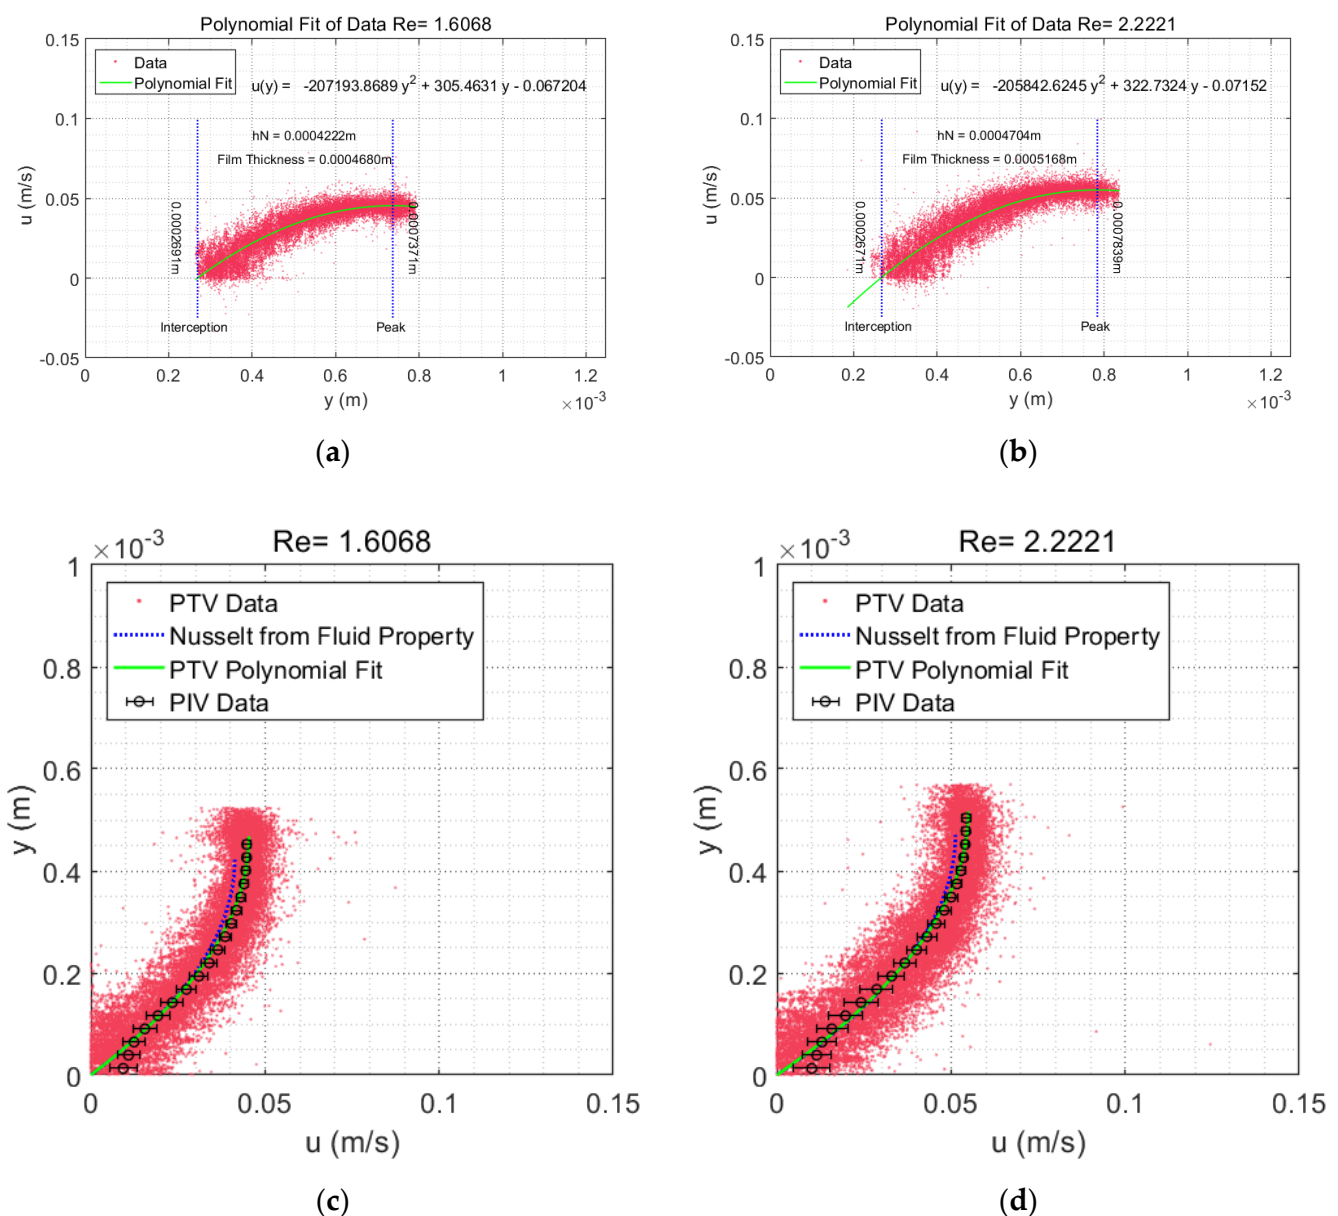 Polynomial Fit of Data Re= 1.6068
0.15
0.1
0.05
0
-0.05
u (m/s)
Data
Polynomial Fit
u(y) = -207193.8689 y² + 305.4631 y - 0.067204
hN = 0.0004222m
Film Thickness = 0.0004680m
0.0002691m
0.0007371m
Interception
Peak
0 0.2 0.4 0.6 0.8 1 1.2
y (m)
×10⁻³
(a)
Polynomial Fit of Data Re= 2.2221
0.15
0.1
0.05
0
-0.05
u (m/s)
Data
Polynomial Fit
u(y) = -205842.6245 y² + 322.7324 y - 0.07152
hN = 0.0004704m
Film Thickness = 0.0005168m
0.0002671m
0.0007839m
Interception
Peak
0 0.2 0.4 0.6 0.8 1 1.2
y (m)
×10⁻³
(b)
×10⁻³
Re= 1.6068
1
0.8
0.6
0.4
0.2
0
y (m)
PTV Data
Nusselt from Fluid Property
PTV Polynomial Fit
PIV Data
0 0.05 0.1 0.15
u (m/s)
(c)
×10⁻³
Re= 2.2221
1
0.8
0.6
0.4
0.2
0
y (m)
PTV Data
Nusselt from Fluid Property
PTV Polynomial Fit
PIV Data
0 0.05 0.1 0.15
u (m/s)
(d)